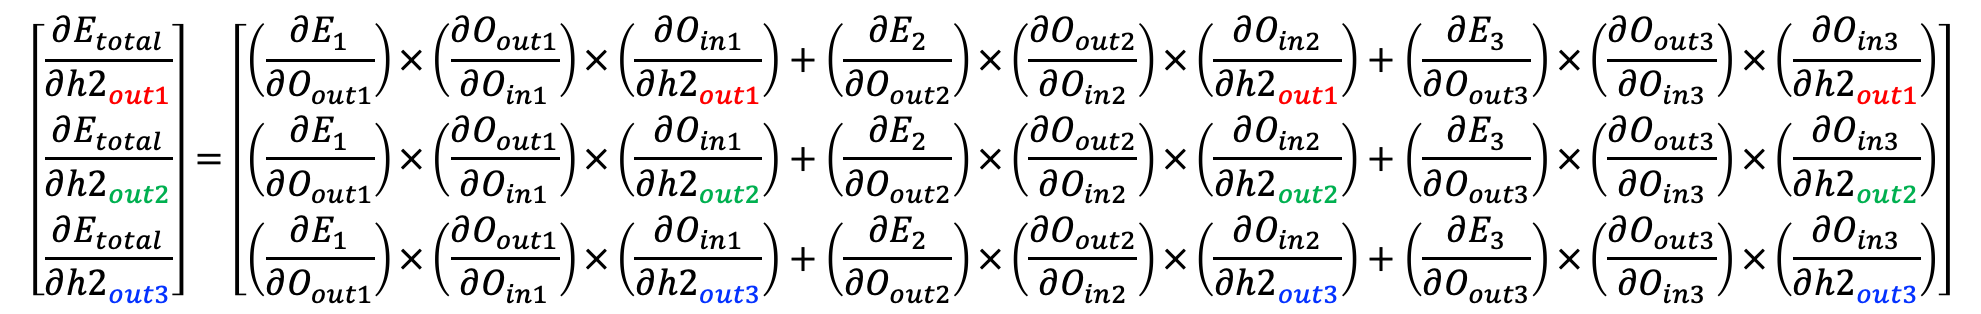 [∂E_total/∂h2_out1] = [(∂E_1/∂O_out1) × (∂O_out1/∂O_in1) × (∂O_in1/∂h2_out1) + (∂E_2/∂O_out2) × (∂O_out2/∂O_in2) × (∂O_in2/∂h2_out1) + (∂E_3/∂O_out3) × (∂O_out3/∂O_in3) × (∂O_in3/∂h2_out1)]
[∂E_total/∂h2_out2] = [(∂E_1/∂O_out1) × (∂O_out1/∂O_in1) × (∂O_in1/∂h2_out2) + (∂E_2/∂O_out2) × (∂O_out2/∂O_in2) × (∂O_in2/∂h2_out2) + (∂E_3/∂O_out3) × (∂O_out3/∂O_in3) × (∂O_in3/∂h2_out2)]
[∂E_total/∂h2_out3] = [(∂E_1/∂O_out1) × (∂O_out1/∂O_in1) × (∂O_in1/∂h2_out3) + (∂E_2/∂O_out2) × (∂O_out2/∂O_in2) × (∂O_in2/∂h2_out3) + (∂E_3/∂O_out3) × (∂O_out3/∂O_in3) × (∂O_in3/∂h2_out3)]